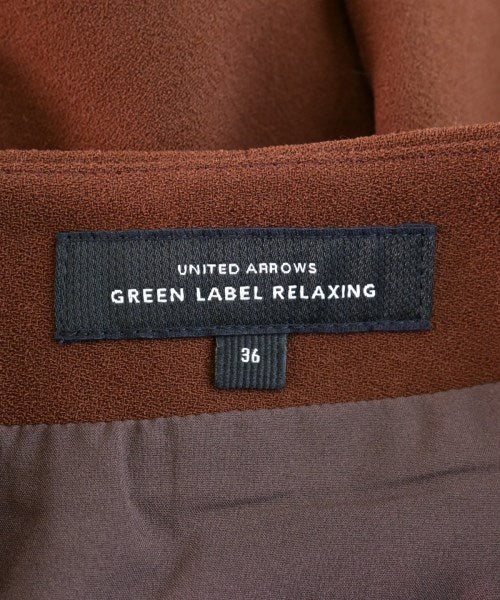 UNITED ARROWS
GREEN LABEL RELAXING
36